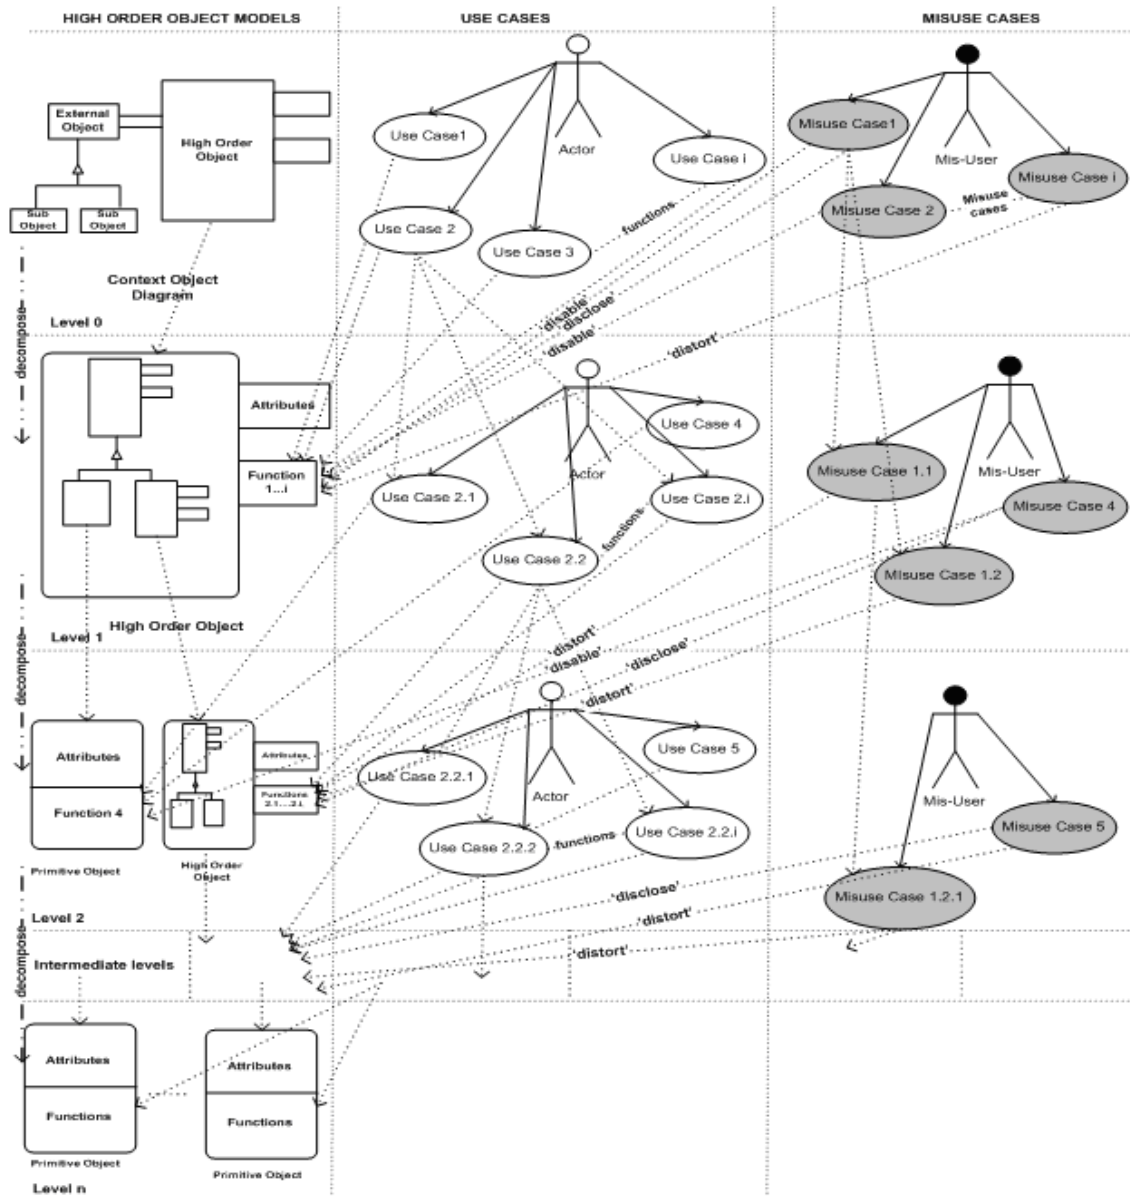 HIGH ORDER OBJECT MODELS
USE CASES
MISUSE CASES
External
Object
High Order
Object
Sub
Object
Sub
Object
Context Object
Diagram
Level 0
decompose
Use Case1
Use Case 2
Use Case 3
Use Case i
Actor
functions
Misuse Case1
Misuse Case 2
Misuse Case i
Mis-User
Misuse
cases
'disable'
'disclose'
'disable'
'distort'
Attributes
Function
1...i
High Order Object
Level 1
decompose
Use Case 4
Use Case 2.1
Use Case 2.i
Use Case 2.2
Actor
functions
Misuse Case 1.1
Misuse Case 4
Misuse Case 1.2
Mis-User
'distort'
'disable'
'disclose'
'distort'
Attributes
Function 4
Primitive Object
Attributes
Functions
2.1....2.i.
High Order
Object
Level 2
decompose
Use Case 5
Use Case 2.2.1
Use Case 2.2.2
Use Case 2.2.i
Actor
functions
Mis-User
Misuse Case 5
Misuse Case 1.2.1
'disclose'
'distort'
'distort'
Intermediate levels
Attributes
Functions
Primitive Object
Attributes
Functions
Primitive Object
Level n